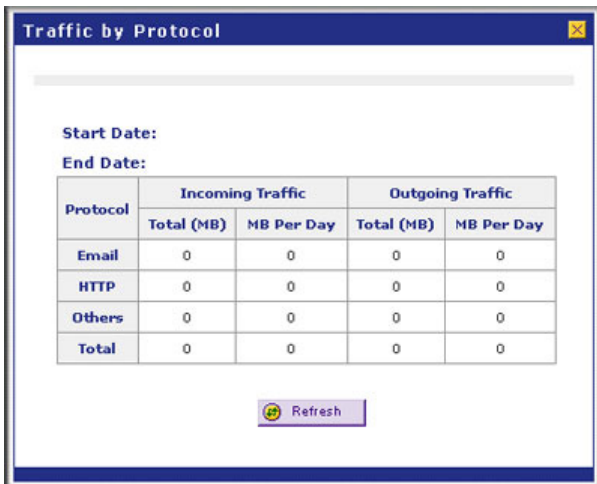 Traffic by Protocol
Start Date:
End Date:
Protocol Incoming Traffic Outgoing Traffic
Total (MB) MB Per Day Total (MB) MB Per Day
Email 0 0 0 0
HTTP 0 0 0 0
Others 0 0 0 0
Total 0 0 0 0
Refresh